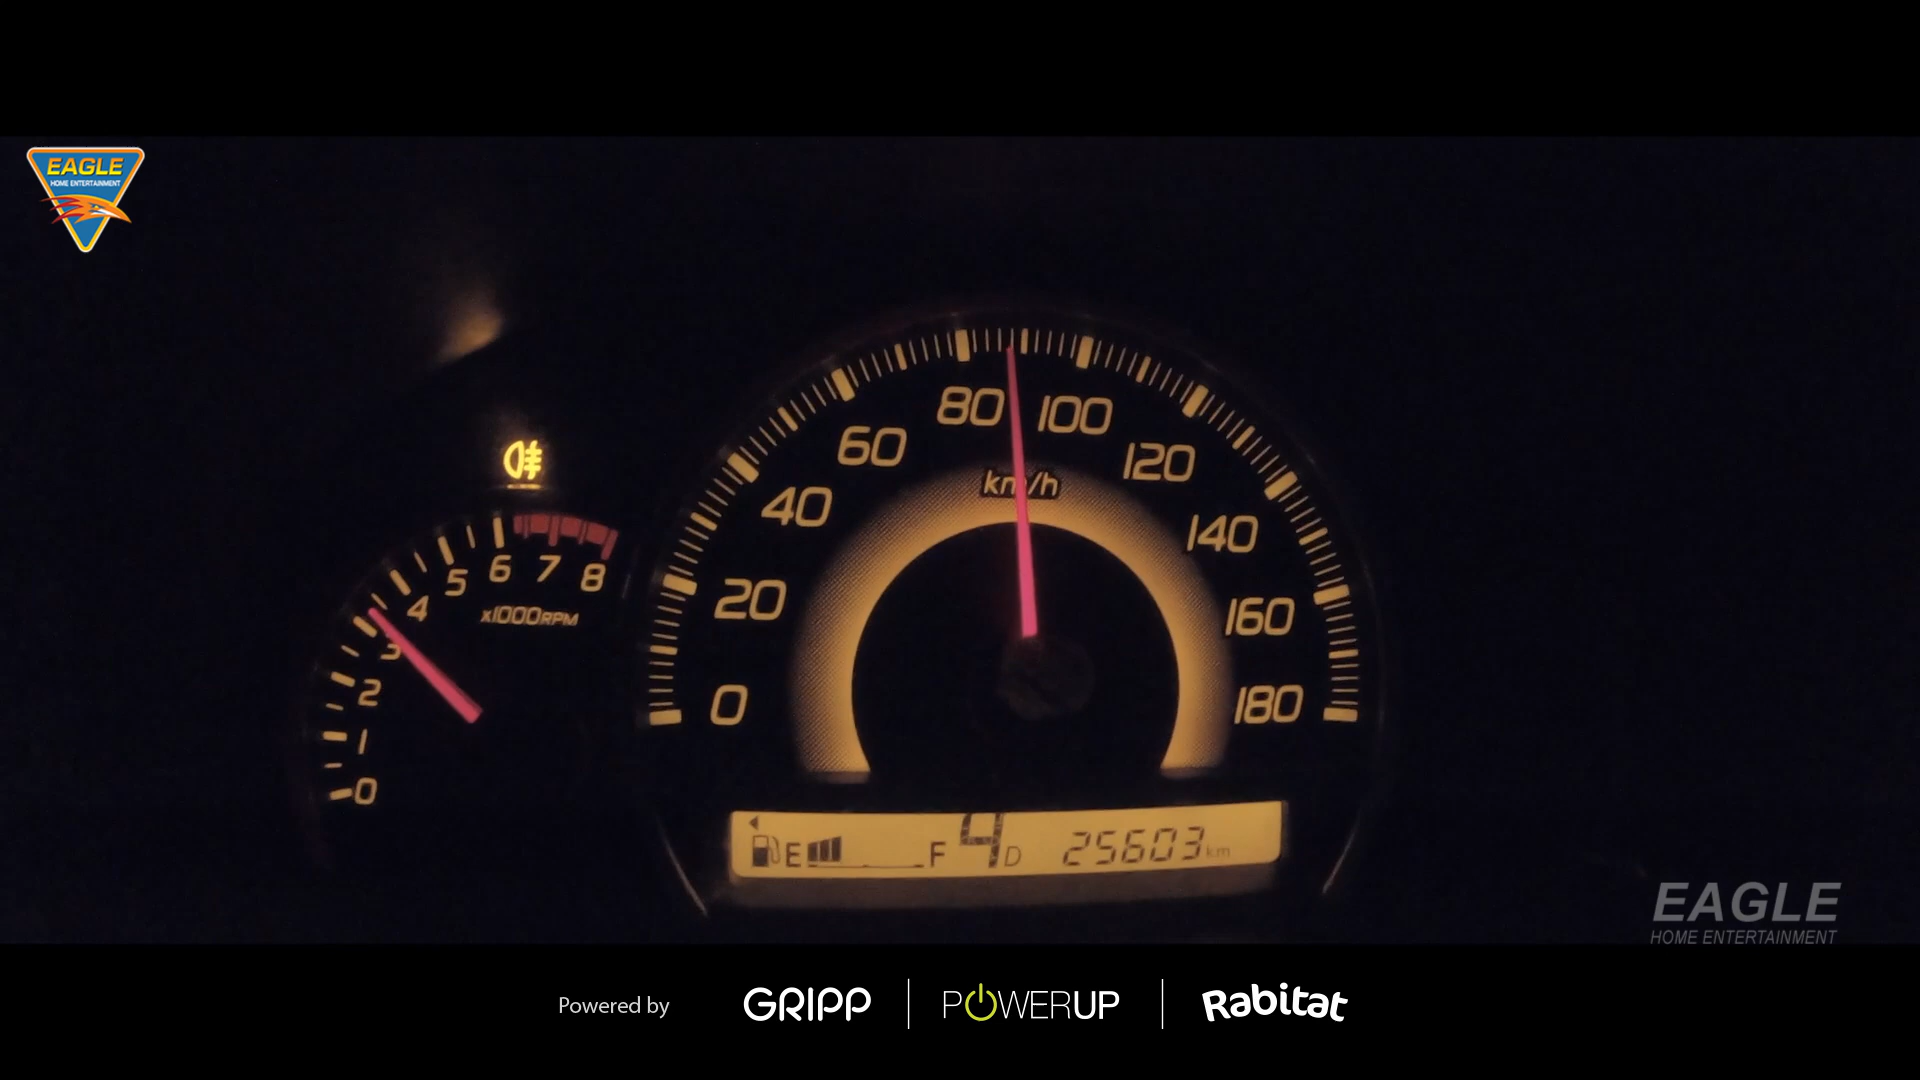 EAGLE
HOME ENTERTAINMENT
0
1
2
3
4
5
6
7
8
x1000RPM
0
20
40
60
80
100
120
140
160
180
km/h
E F 4 D 25603 km
EAGLE
HOME ENTERTAINMENT
Powered by GRIPP POWERUP Rabitat